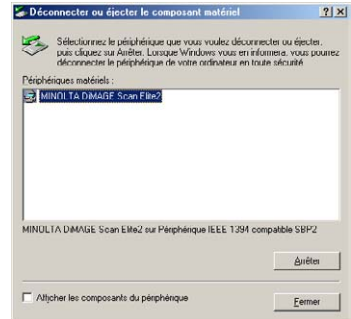 Déconnecter ou éjecter le composant matériel
Sélectionnez le périphérique que vous voulez déconnecter ou éjecter,
puis cliquez sur Arrêter. Lorsque Windows vous en informera, vous pourrez
déconnecter le périphérique de votre ordinateur en toute sécurité
Périphériques matériels :
MINOLTA DiMAGE Scan Elite2
MINOLTA DiMAGE Scan Elite2 sur Périphérique IEEE 1394 compatible SBP2
Arrêter
Afficher les composants du périphérique
Fermer